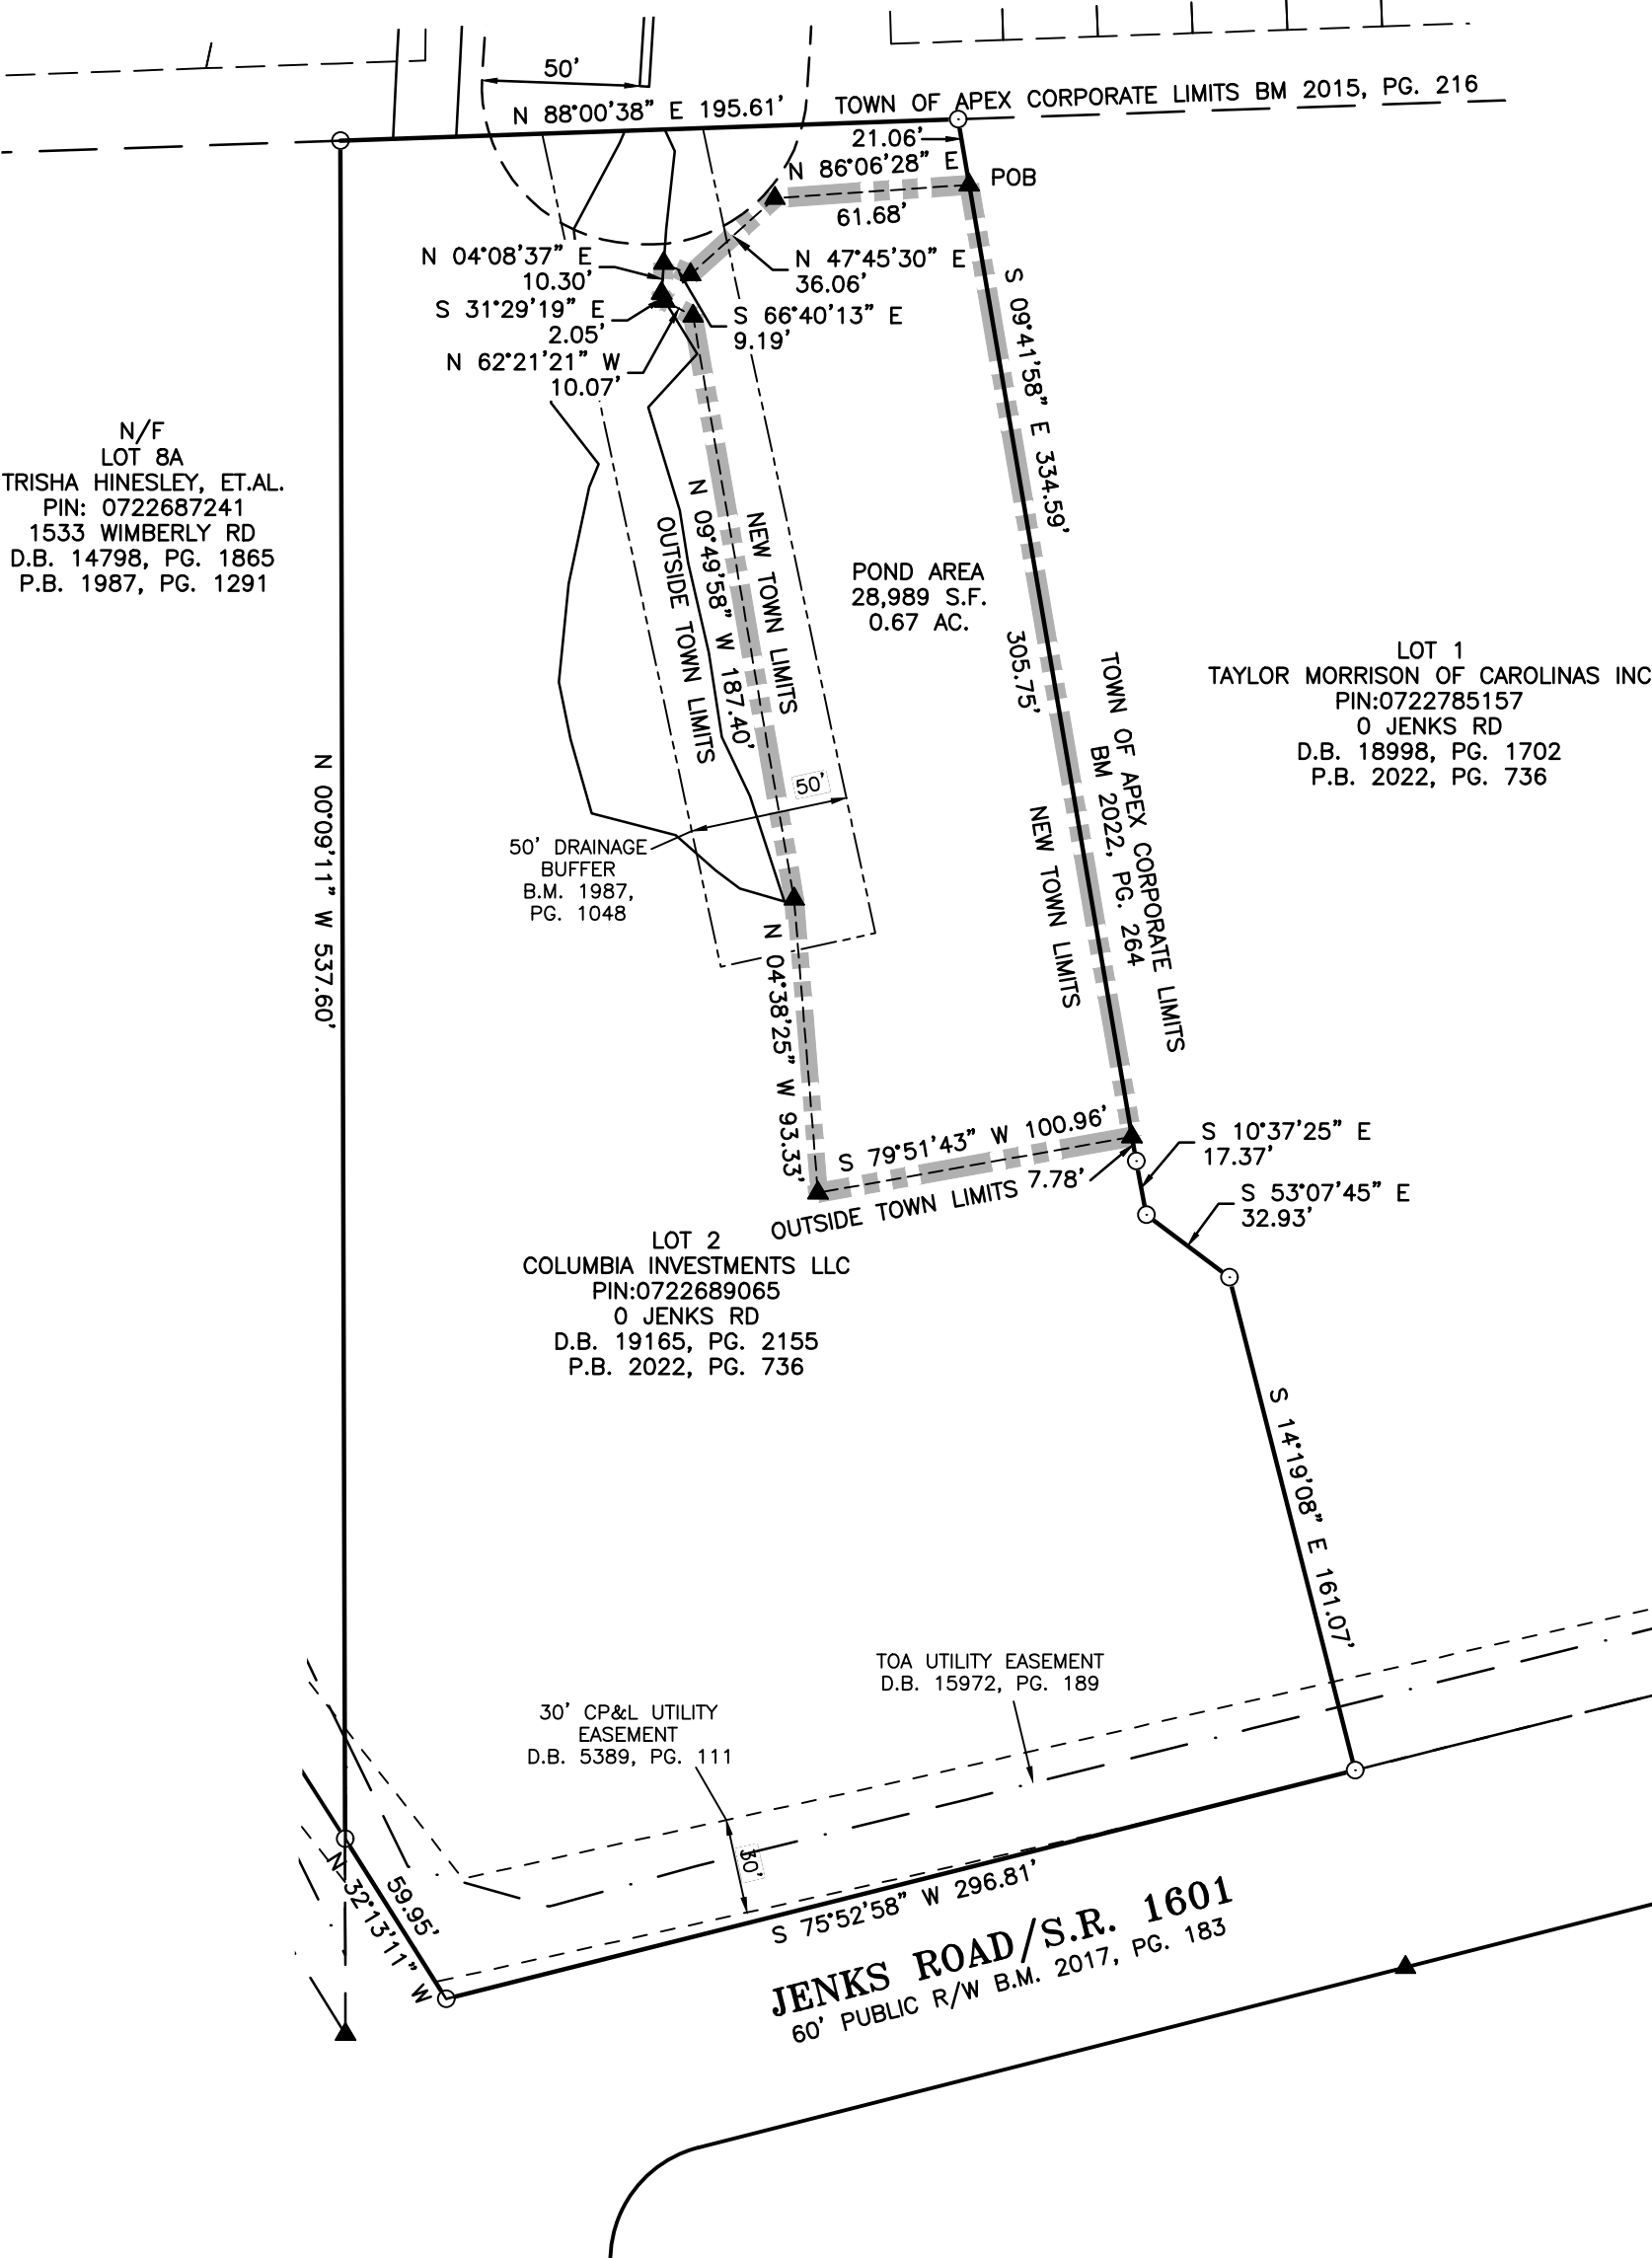 50'
N 88°00'38" E 195.61'
TOWN OF APEX CORPORATE LIMITS BM 2015, PG. 216
21.06'
N 86°06'28" E
61.68'
POB
N 04°08'37" E
10.30'
S 31°29'19" E
2.05'
N 62°21'21" W
10.07'
N 47°45'30" E
36.06'
S 66°40'13" E
9.19'
S 09°41'58" E 334.59'
N/F
LOT 8A
TRISHA HINESLEY, ET.AL.
PIN: 0722687241
1533 WIMBERLY RD
D.B. 14798, PG. 1865
P.B. 1987, PG. 1291
N 09°49'58" W 187.40'
NEW TOWN LIMITS
OUTSIDE TOWN LIMITS
POND AREA
28,989 S.F.
0.67 AC.
305.75'
LOT 1
TAYLOR MORRISON OF CAROLINAS INC
PIN:0722785157
0 JENKS RD
D.B. 18998, PG. 1702
P.B. 2022, PG. 736
TOWN OF APEX CORPORATE LIMITS
BM 2022, PG. 264
NEW TOWN LIMITS
N 00°09'11" W 537.60'
50'
50' DRAINAGE
BUFFER
B.M. 1987,
PG. 1048
N 04°38'25" W 93.33'
S 79°51'43" W 100.96'
7.78'
OUTSIDE TOWN LIMITS
S 10°37'25" E
17.37'
S 53°07'45" E
32.93'
LOT 2
COLUMBIA INVESTMENTS LLC
PIN:0722689065
0 JENKS RD
D.B. 19165, PG. 2155
P.B. 2022, PG. 736
S 14°19'08" E 161.07'
TOA UTILITY EASEMENT
D.B. 15972, PG. 189
30' CP&L UTILITY
EASEMENT
D.B. 5389, PG. 111
30'
59.95'
N 32°13'11" W
S 75°52'58" W 296.81'
JENKS ROAD/S.R. 1601
60' PUBLIC R/W B.M. 2017, PG. 183